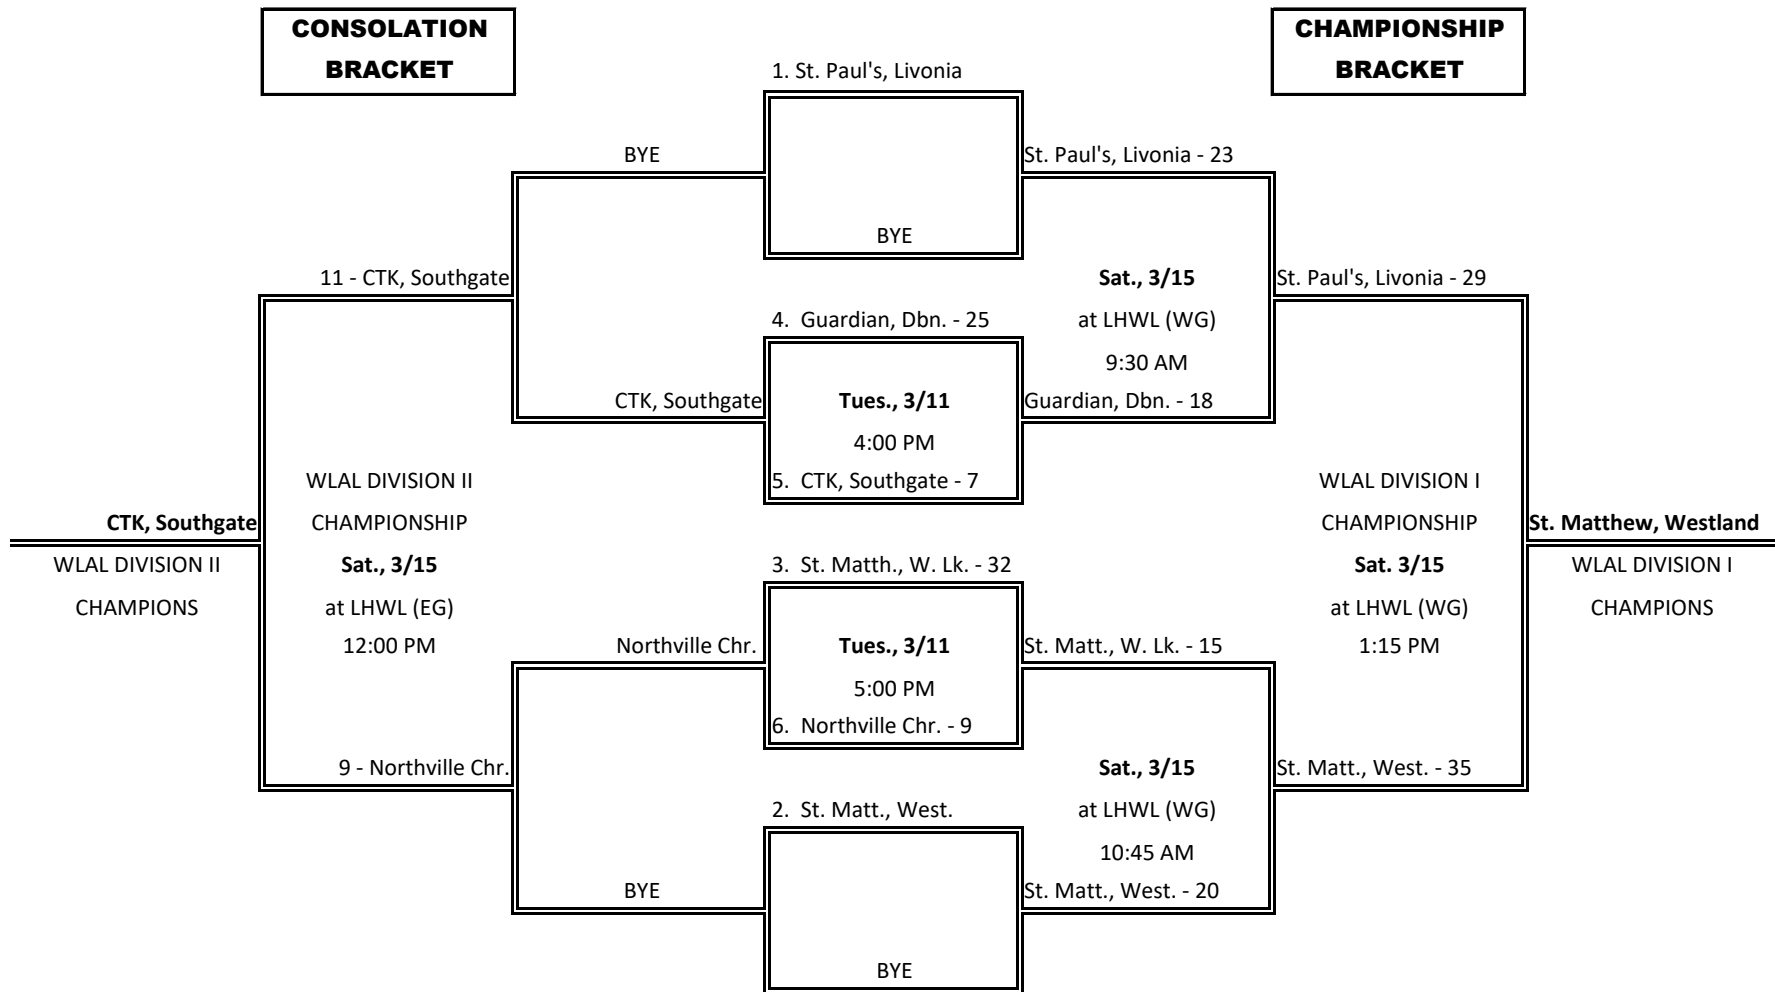 CONSOLATION
BRACKET
CHAMPIONSHIP
BRACKET
1. St. Paul's, Livonia
BYE
St. Paul's, Livonia - 23
BYE
11 - CTK, Southgate
Sat., 3/15
St. Paul's, Livonia - 29
4. Guardian, Dbn. - 25
at LHWL (WG)
9:30 AM
CTK, Southgate
Tues., 3/11
Guardian, Dbn. - 18
4:00 PM
WLAL DIVISION II
5. CTK, Southgate - 7
WLAL DIVISION I
CTK, Southgate
CHAMPIONSHIP
CHAMPIONSHIP
St. Matthew, Westland
WLAL DIVISION II
Sat., 3/15
3. St. Matth., W. Lk. - 32
Sat. 3/15
WLAL DIVISION I
CHAMPIONS
at LHWL (EG)
at LHWL (WG)
CHAMPIONS
12:00 PM
Northville Chr.
Tues., 3/11
St. Matt., W. Lk. - 15
1:15 PM
5:00 PM
6. Northville Chr. - 9
9 - Northville Chr.
Sat., 3/15
St. Matt., West. - 35
2. St. Matt., West.
at LHWL (WG)
10:45 AM
BYE
St. Matt., West. - 20
BYE